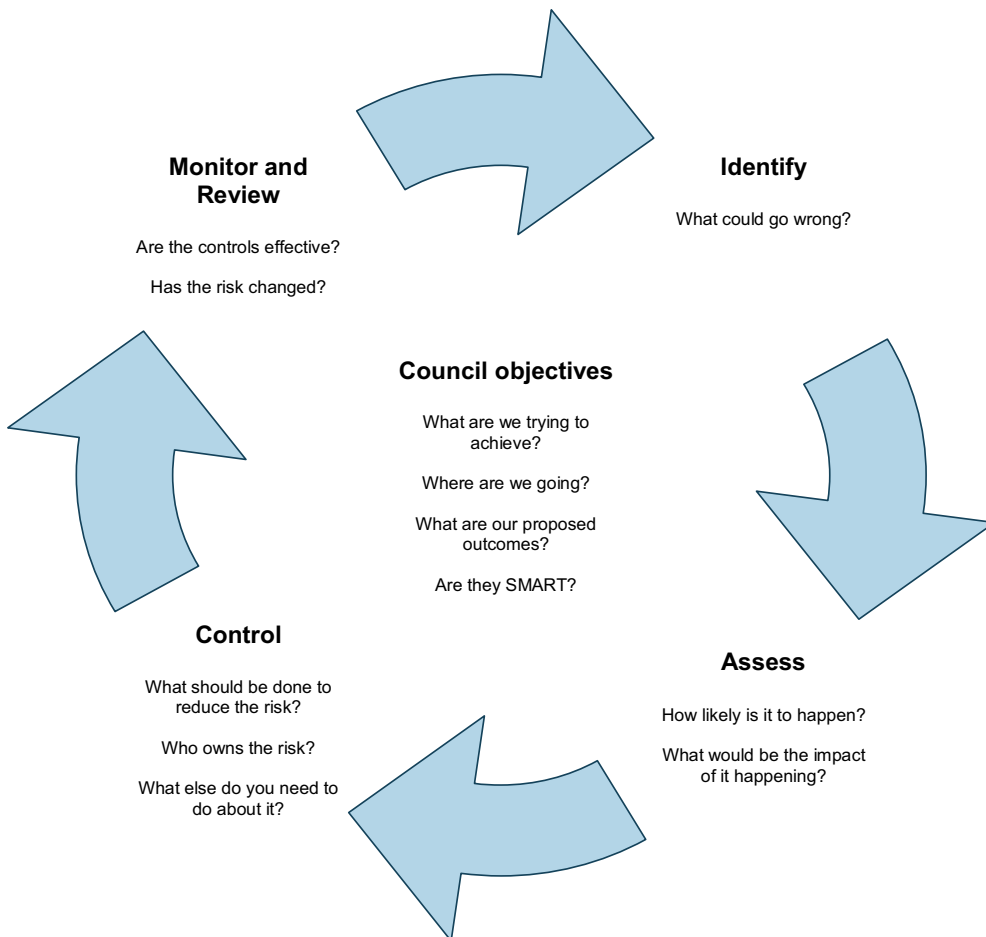 Monitor and
Review
Are the controls effective?
Has the risk changed?
Identify
What could go wrong?
Council objectives
What are we trying to
achieve?
Where are we going?
What are our proposed
outcomes?
Are they SMART?
Control
What should be done to
reduce the risk?
Who owns the risk?
What else do you need to
do about it?
Assess
How likely is it to happen?
What would be the impact
of it happening?